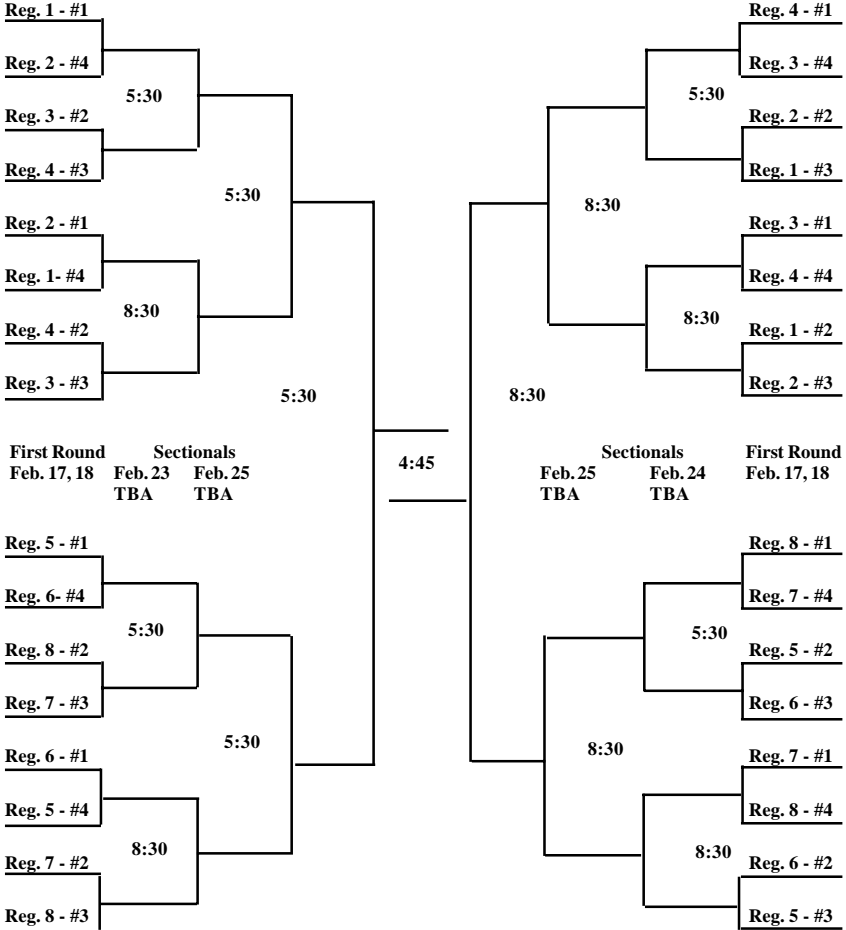 Reg. 1 - #1
Reg. 2 - #4
5:30
Reg. 3 - #2
Reg. 4 - #3
5:30
Reg. 2 - #1
Reg. 1- #4
8:30
Reg. 4 - #2
Reg. 3 - #3
5:30
First Round Sectionals
Feb. 17, 18 Feb. 23 Feb. 25
TBA TBA
Reg. 5 - #1
Reg. 6- #4
5:30
Reg. 8 - #2
Reg. 7 - #3
5:30
Reg. 6 - #1
Reg. 5 - #4
8:30
Reg. 7 - #2
Reg. 8 - #3
4:45
Reg. 4 - #1
Reg. 3 - #4
5:30
Reg. 2 - #2
Reg. 1 - #3
8:30
Reg. 3 - #1
Reg. 4 - #4
8:30
Reg. 1 - #2
Reg. 2 - #3
8:30
Sectionals First Round
Feb. 25 Feb. 24 Feb. 17, 18
TBA TBA
Reg. 8 - #1
Reg. 7 - #4
5:30
Reg. 5 - #2
Reg. 6 - #3
8:30
Reg. 7 - #1
Reg. 8 - #4
8:30
Reg. 6 - #2
Reg. 5 - #3